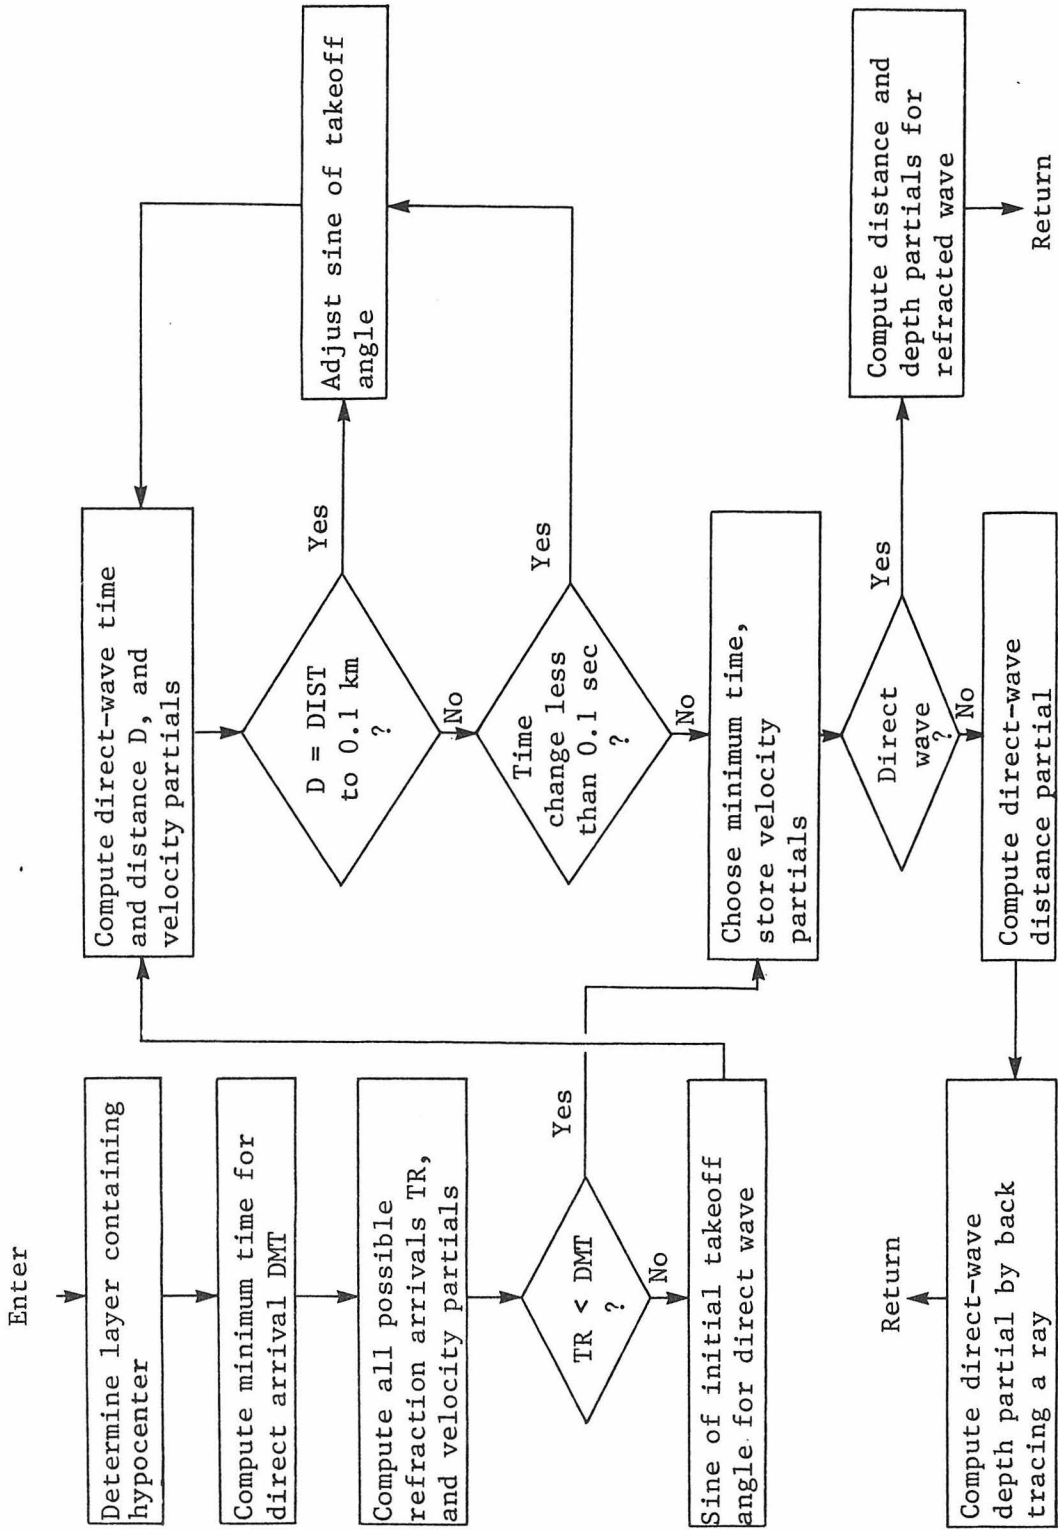 Enter
Determine layer containing
hypocenter
Compute minimum time for
direct arrival DMT
Compute all possible
refraction arrivals TR,
and velocity partials
TR < DMT
?
Yes
No
Sine of initial takeoff
angle for direct wave
Compute direct-wave time
and distance D, and
velocity partials
D = DIST
to 0.1 km
?
Yes
No
Adjust sine of takeoff
angle
Time
change less
than 0.1 sec
?
Yes
No
Choose minimum time,
store velocity
partials
Direct
wave
?
Yes
No
Compute distance and
depth partials for
refracted wave
Return
Compute direct-wave
distance partial
Compute direct-wave
depth partial by back
tracing a ray
Return